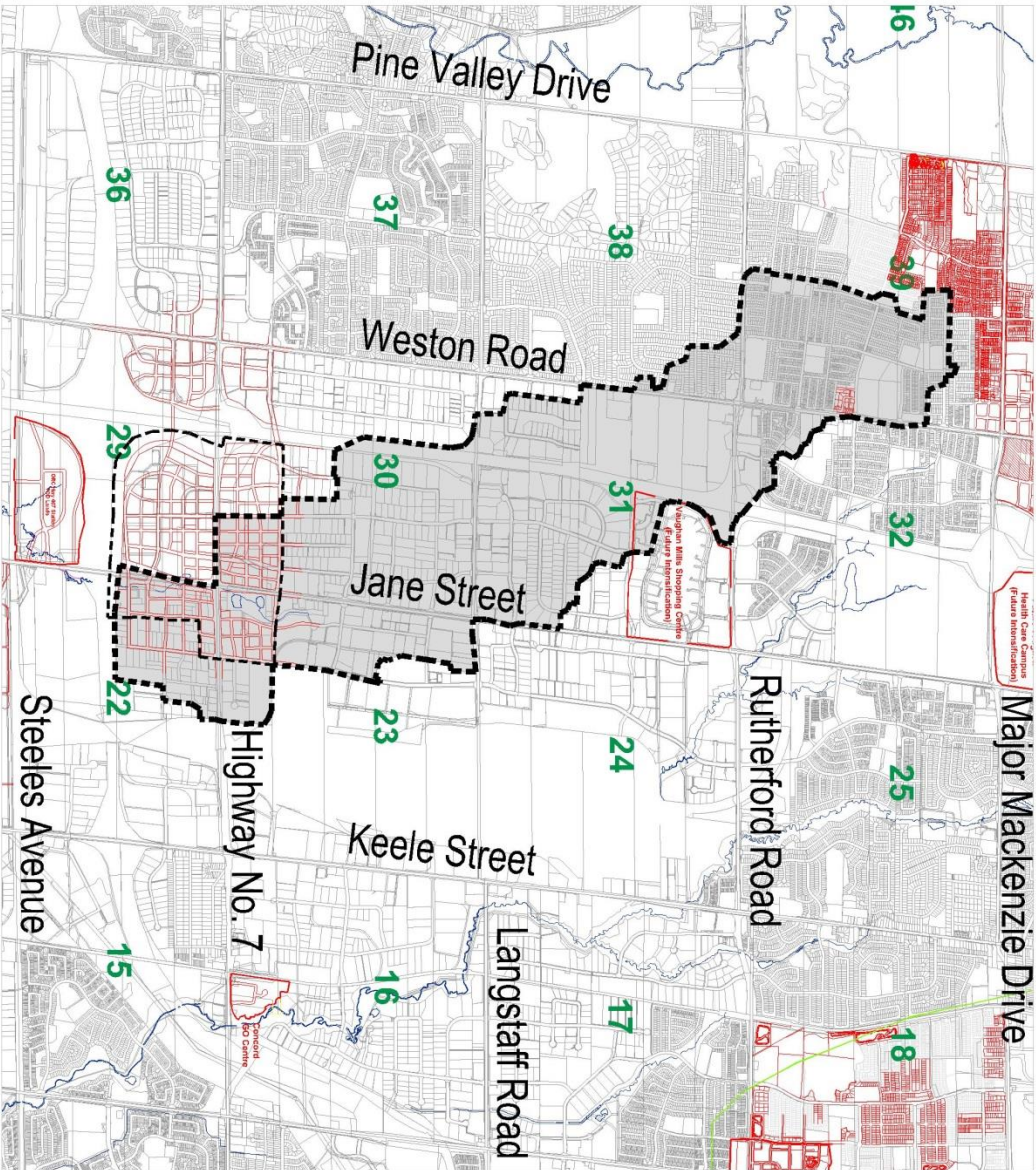 46
Pine Valley Drive
36
37
38
39
Weston Road
29
30
31
32
Vaughan Mills Shopping Centre
(Future Intensification)
Health Care Campus
(Future Intensification)
Jane Street
22
23
24
25
Steeles Avenue
Highway No. 7
Rutherford Road
Major Mackenzie Drive
Keele Street
Langstaff Road
15
16
17
18
Concord
GO Centre